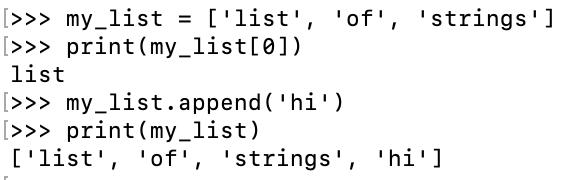 [>>> my_list = ['list', 'of', 'strings']
[>>> print(my_list[0])
list
[>>> my_list.append('hi')
[>>> print(my_list)
['list', 'of', 'strings', 'hi']